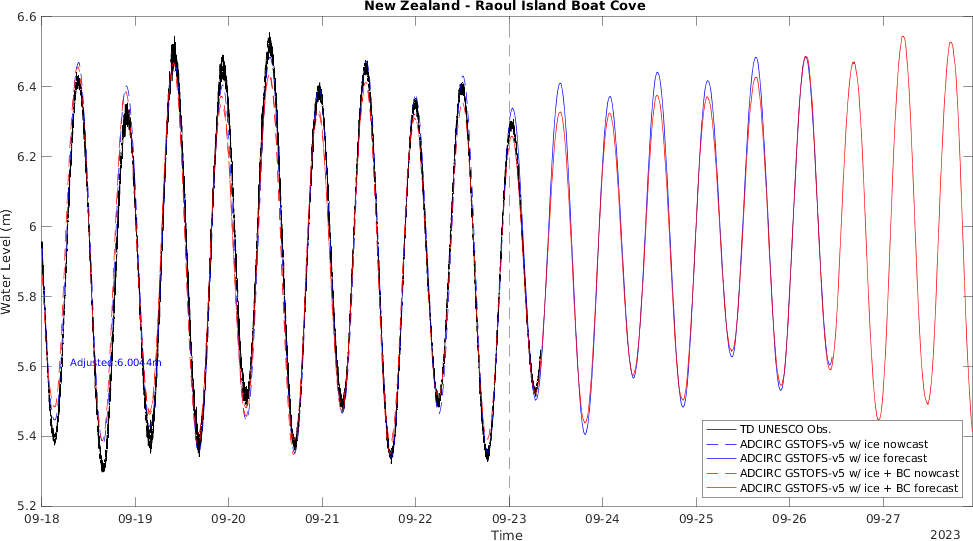 New Zealand - Raoul Island Boat Cove
6.6
6.4
6.2
6
5.8
5.6
5.4
5.2
Water Level (m)
Adjusted:6.0044m
TD UNESCO Obs.
ADCIRC GSTOFS-v5 w/ ice nowcast
ADCIRC GSTOFS-v5 w/ ice forecast
ADCIRC GSTOFS-v5 w/ ice + BC nowcast
ADCIRC GSTOFS-v5 w/ ice + BC forecast
09-18 09-19 09-20 09-21 09-22 09-23 09-24 09-25 09-26 09-27
Time
2023